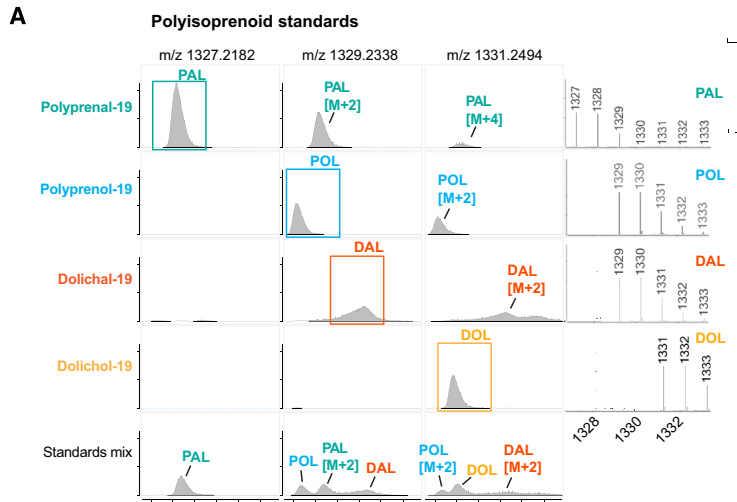 A
Polyisoprenoid standards
m/z 1327.2182
m/z 1329.2338
m/z 1331.2494
Polyprenal-19
PAL
PAL
[M+2]
PAL
[M+4]
1327
1328
1329
1330
1331
1332
1333
PAL
Polyprenol-19
POL
POL
[M+2]
1329
1330
1331
1332
1333
POL
Dolichal-19
DAL
DAL
[M+2]
1329
1330
1331
1332
1333
DAL
Dolichol-19
DOL
1331
1332
1333
DOL
1328
1330
1332
Standards mix
PAL
POL
PAL
[M+2]
DAL
POL
[M+2]
DOL
DAL
[M+2]